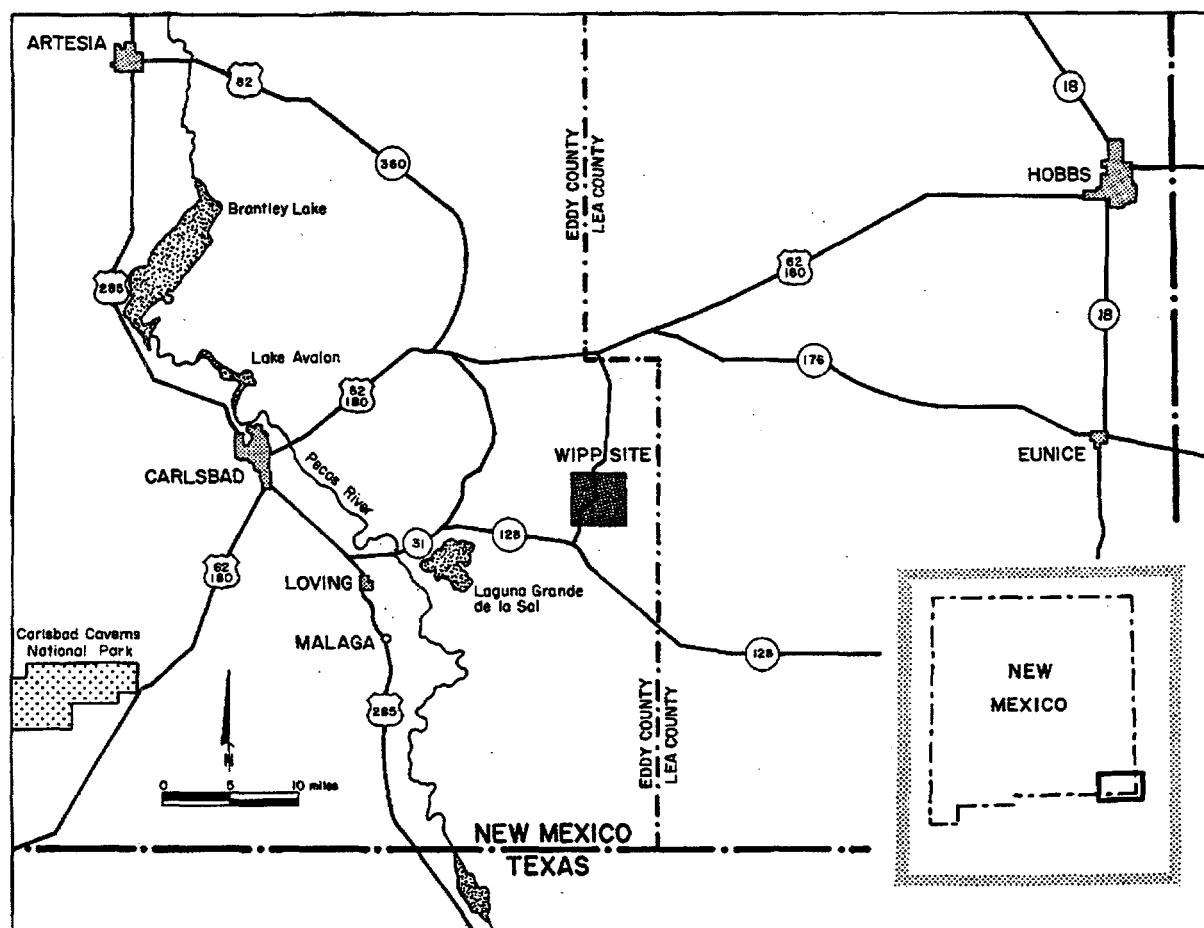 ARTESIA
82
18
360
EDDY COUNTY
LEA COUNTY
HOBBS
Brantley Lake
62
180
285
18
Lake Avalon
176
62
180
WIPP SITE
EUNICE
CARLSBAD
Pecos River
31
128
62
180
LOVING
Laguna Grande
de la Sal
Carlsbad Caverns
National Park
MALAGA
128
NEW
MEXICO
285
EDDY COUNTY
LEA COUNTY
N
0 5 10 miles
NEW MEXICO
TEXAS